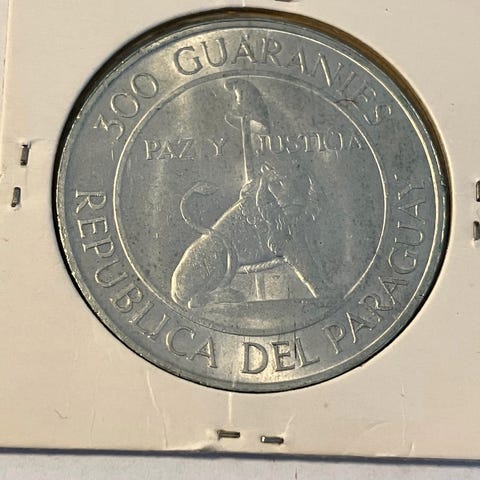 300 GUARANIES
PAZ Y JUSTICIA
REPUBLICA DEL PARAGUAY